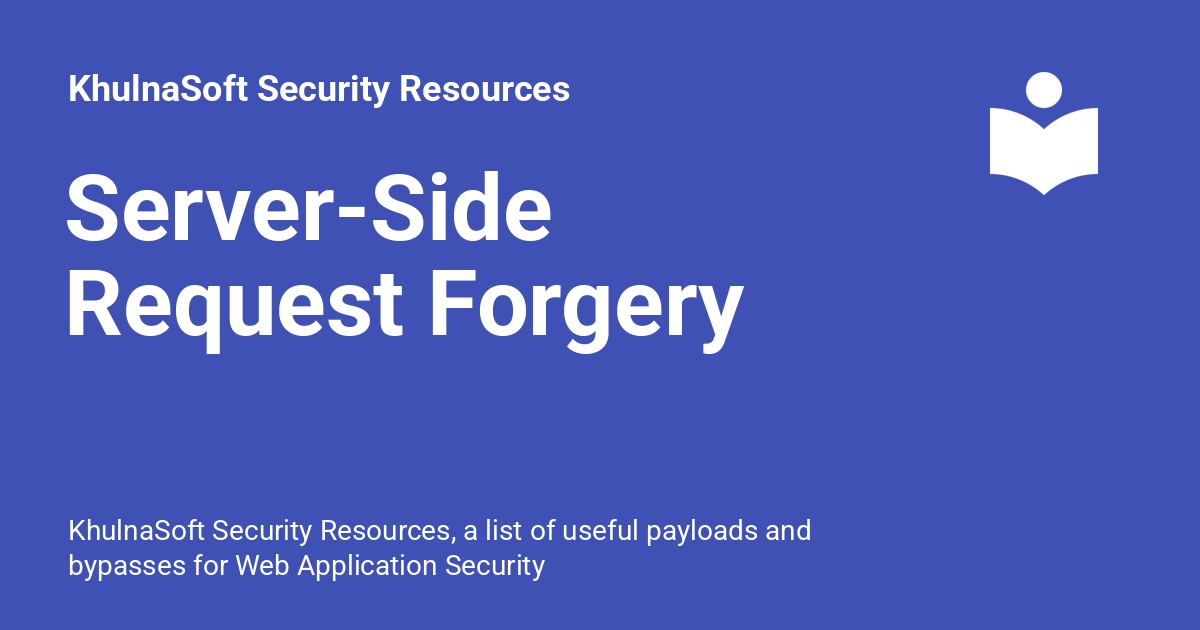 KhulnaSoft Security Resources
Server-Side
Request Forgery
KhulnaSoft Security Resources, a list of useful payloads and
bypasses for Web Application Security